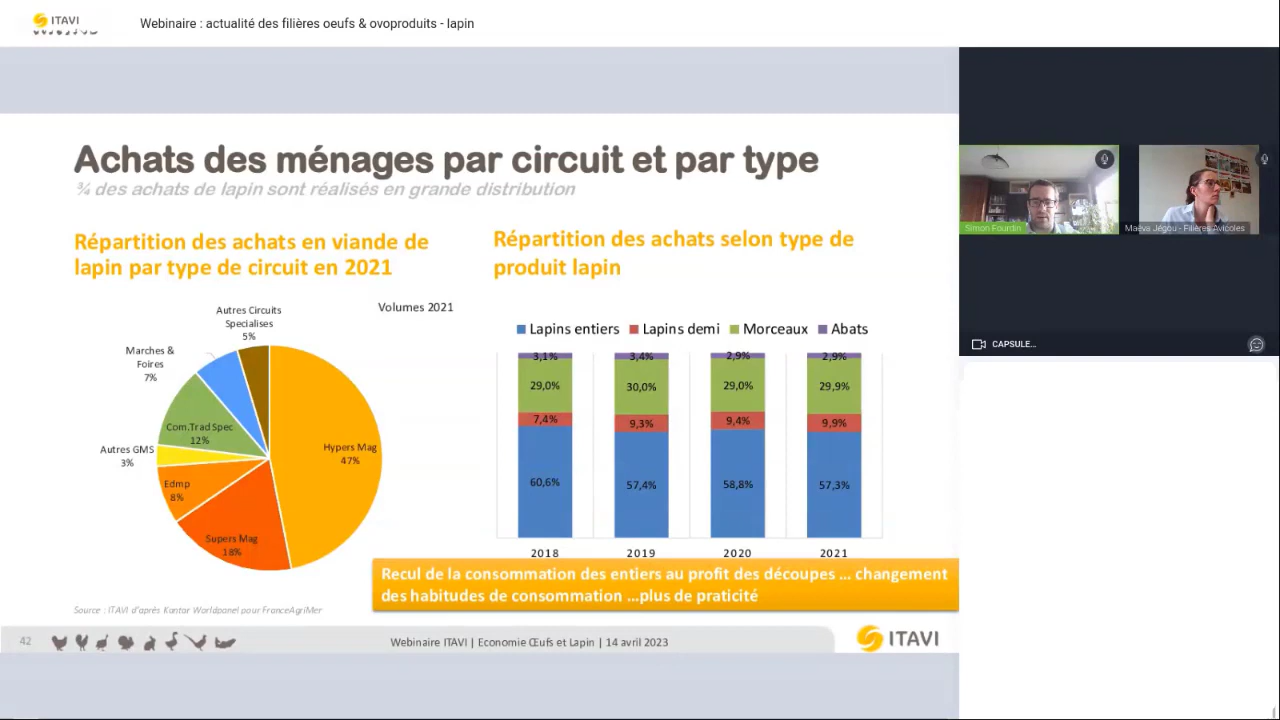 ITAVI
Webinaire : actualité des filières oeufs & ovoproduits - lapin
Achats des ménages par circuit et par type
¾ des achats de lapin sont réalisés en grande distribution
Répartition des achats en viande de
lapin par type de circuit en 2021
Volumes 2021
Autres Circuits
Specialises
5%
Marches &
Foires
7%
Com.Trad Spec
12%
Autres GMS
3%
Edmp
8%
Supers Mag
18%
Hypers Mag
47%
Répartition des achats selon type de
produit lapin
Lapins entiers Lapins demi Morceaux Abats
3,1% 3,4% 2,9% 2,9%
29,0% 30,0% 29,0% 29,9%
7,4% 9,3% 9,4% 9,9%
60,6% 57,4% 58,8% 57,3%
2018 2019 2020 2021
Recul de la consommation des entiers au profit des découpes ... changement
des habitudes de consommation ...plus de praticité
Source : ITAVI d'après Kantar Worldpanel pour FranceAgriMer
42
Webinaire ITAVI | Economie Œufs et Lapin | 14 avril 2023
ITAVI
Simon Fourdin
Maëva Jégou - Filières Avicoles
CAPSULE...